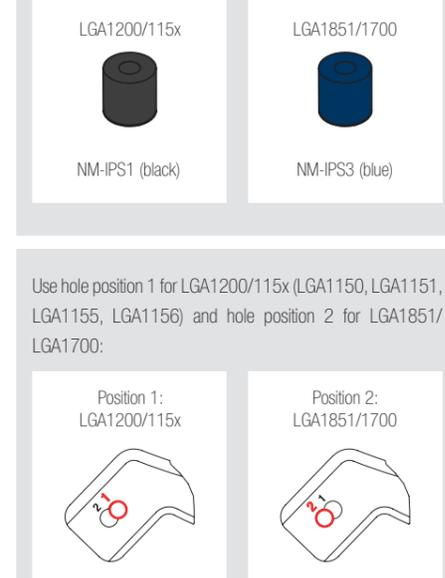 LGA1200/115x
LGA1851/1700
NM-IPS1 (black)
NM-IPS3 (blue)
Use hole position 1 for LGA1200/115x (LGA1150, LGA1151,
LGA1155, LGA1156) and hole position 2 for LGA1851/
LGA1700:
Position 1:
LGA1200/115x
Position 2:
LGA1851/1700
2 1
2 1